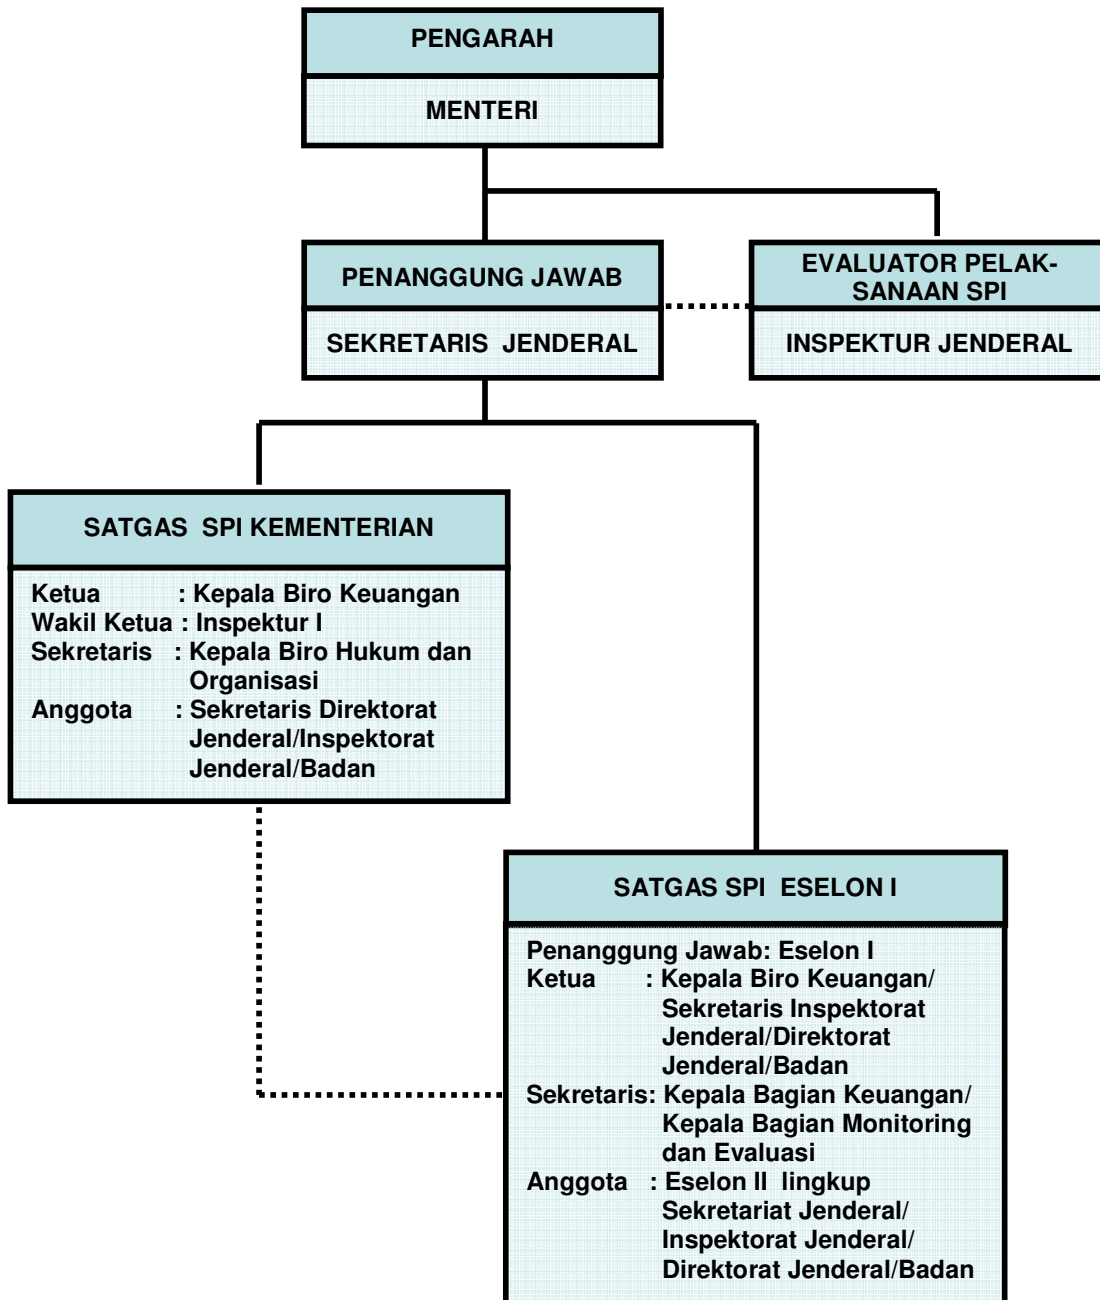 PENGARAH
MENTERI
PENANGGUNG JAWAB
SEKRETARIS JENDERAL
EVALUATOR PELAK-
SANAAN SPI
INSPEKTUR JENDERAL
SATGAS SPI KEMENTERIAN
Ketua : Kepala Biro Keuangan
Wakil Ketua : Inspektur I
Sekretaris : Kepala Biro Hukum dan
Organisasi
Anggota : Sekretaris Direktorat
Jenderal/Inspektorat
Jenderal/Badan
SATGAS SPI ESELON I
Penanggung Jawab: Eselon I
Ketua : Kepala Biro Keuangan/
Sekretaris Inspektorat
Jenderal/Direktorat
Jenderal/Badan
Sekretaris: Kepala Bagian Keuangan/
Kepala Bagian Monitoring
dan Evaluasi
Anggota : Eselon II lingkup
Sekretariat Jenderal/
Inspektorat Jenderal/
Direktorat Jenderal/Badan